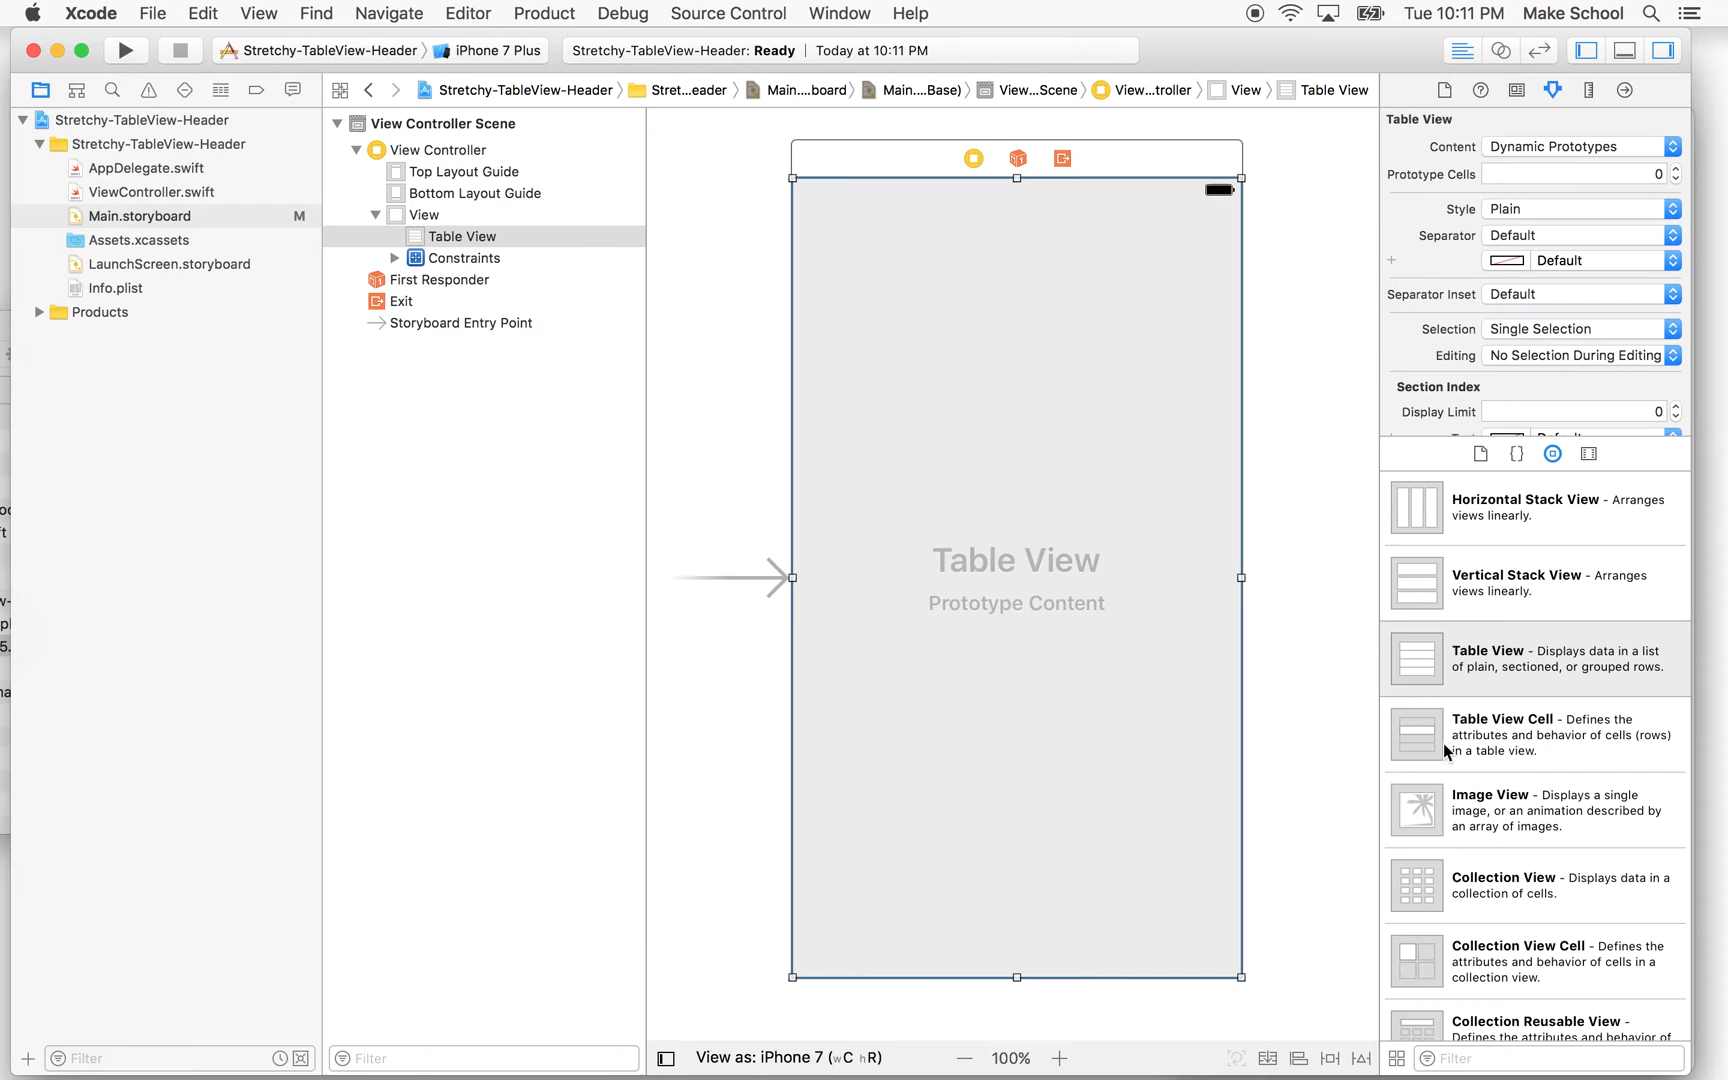 Xcode File Edit View Find Navigate Editor Product Debug Source Control Window Help Tue 10:11 PM Make School
Stretchy-TableView-Header iPhone 7 Plus Stretchy-TableView-Header: Ready Today at 10:11 PM
Stretchy-TableView-Header Stret...eader Main....board Main....Base) View...Scene View...troller View Table View
Stretchy-TableView-Header
Stretchy-TableView-Header
AppDelegate.swift
ViewController.swift
Main.storyboard M
Assets.xcassets
LaunchScreen.storyboard
Info.plist
Products
View Controller Scene
View Controller
Top Layout Guide
Bottom Layout Guide
View
Table View
Constraints
First Responder
Exit
Storyboard Entry Point
Table View
Prototype Content
Table View
Content Dynamic Prototypes
Prototype Cells 0
Style Plain
Separator Default
Default
Separator Inset Default
Selection Single Selection
Editing No Selection During Editing
Section Index
Display Limit 0
Horizontal Stack View - Arranges
views linearly.
Vertical Stack View - Arranges
views linearly.
Table View - Displays data in a list
of plain, sectioned, or grouped rows.
Table View Cell - Defines the
attributes and behavior of cells (rows)
in a table view.
Image View - Displays a single
image, or an animation described by
an array of images.
Collection View - Displays data in a
collection of cells.
Collection View Cell - Defines the
attributes and behavior of cells in a
collection view.
Collection Reusable View -
Defines the attributes and behavior of
Filter Filter View as: iPhone 7 (wC hR) 100% Filter